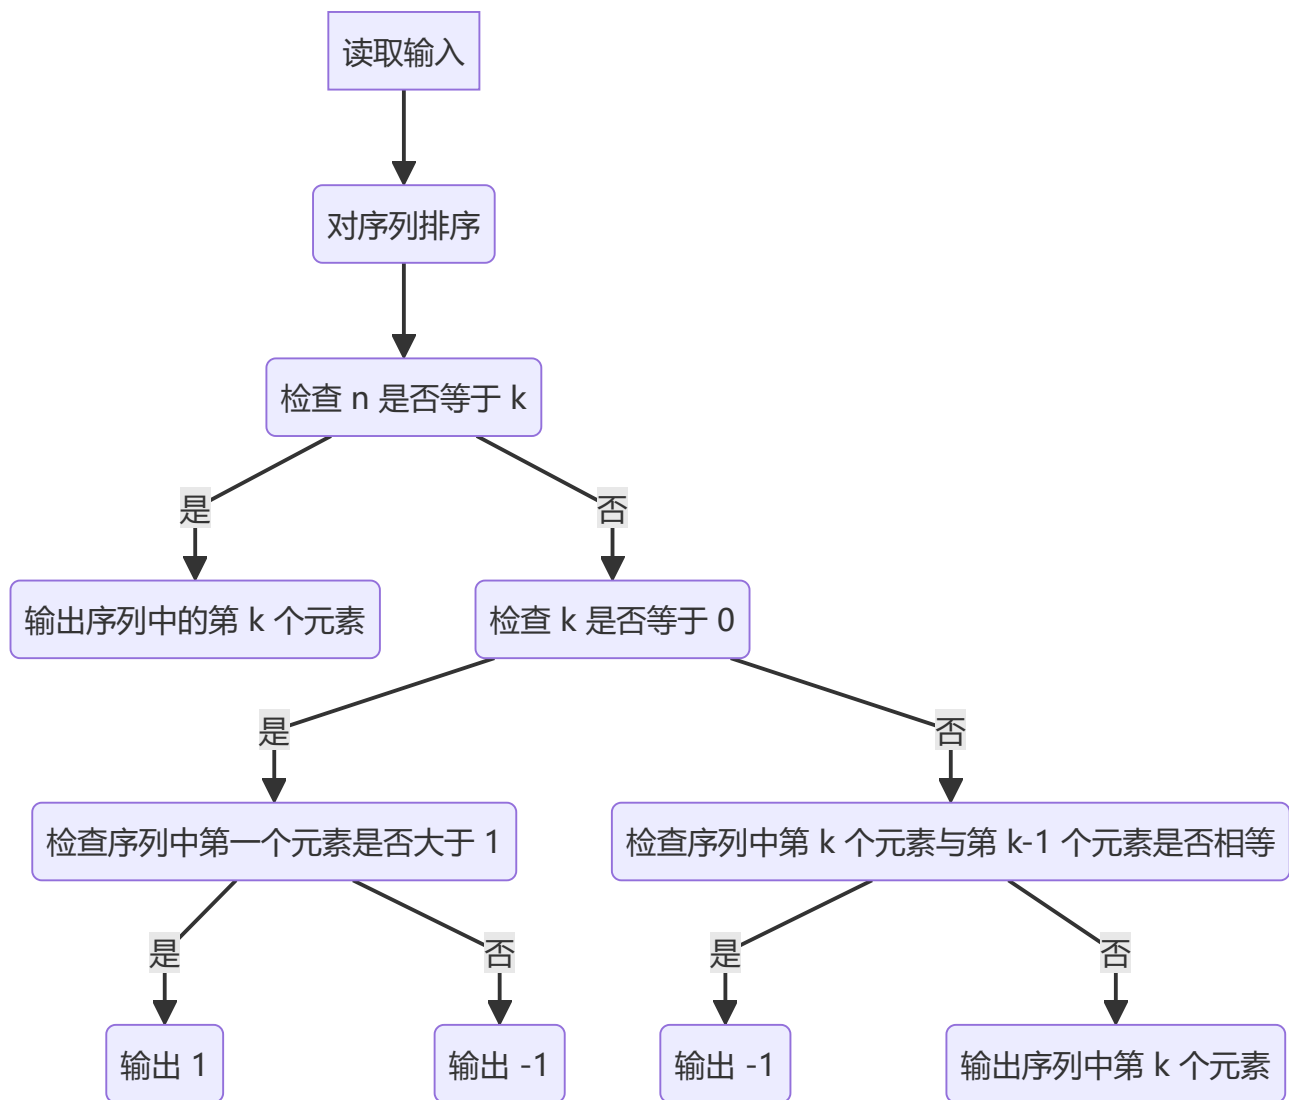 读取输入
对序列排序
检查 n 是否等于 k
是
否
输出序列中的第 k 个元素
检查 k 是否等于 0
是
否
检查序列中第一个元素是否大于 1
检查序列中第 k 个元素与第 k-1 个元素是否相等
是
否
是
否
输出 1
输出 -1
输出 -1
输出序列中第 k 个元素